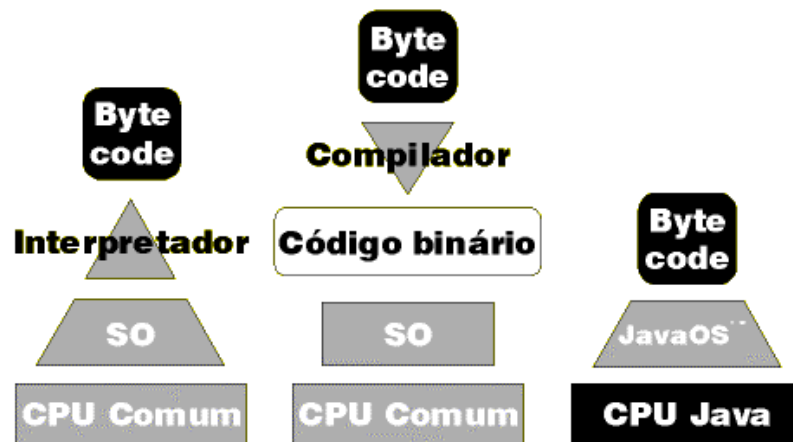 Byte
code
Interpretador
SO
CPU Comum
Byte
code
Compilador
Código binário
SO
CPU Comum
Byte
code
JavaOS
CPU Java